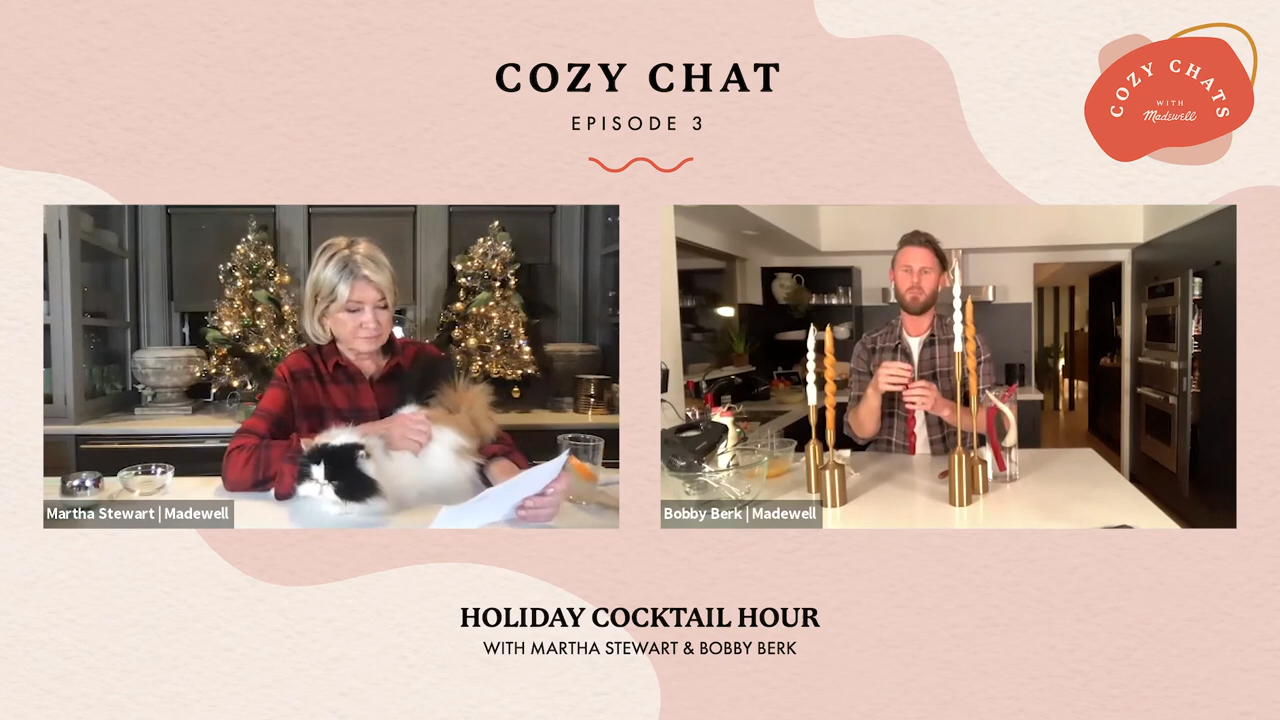 COZY CHAT
EPISODE 3
COZY CHATS
WITH
Madewell
Martha Stewart | Madewell
Bobby Berk | Madewell
HOLIDAY COCKTAIL HOUR
WITH MARTHA STEWART & BOBBY BERK